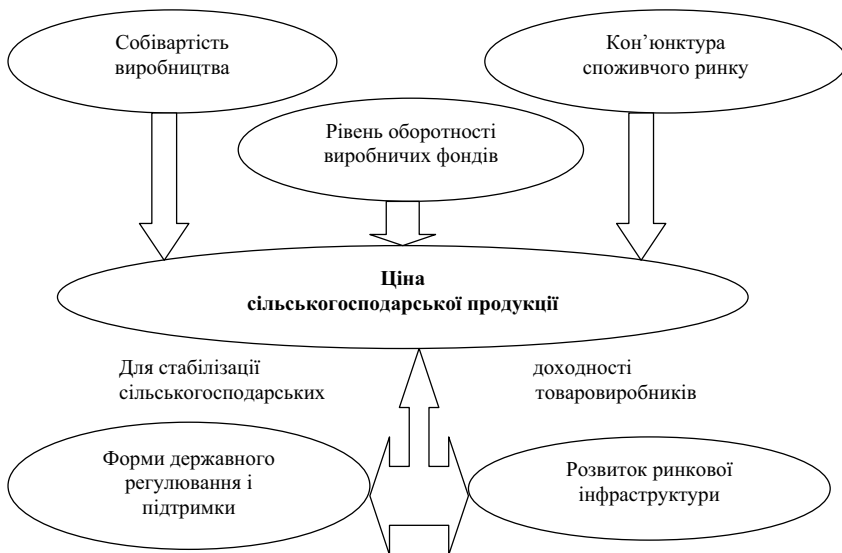 Собівартість
виробництва
Кон’юнктура
споживчого ринку
Рівень оборотності
виробничих фондів
Ціна
сільськогосподарської продукції
Для стабілізації доходності
сільськогосподарських товаровиробників
Форми державного
регулювання і
підтримки
Розвиток ринкової
інфраструктури